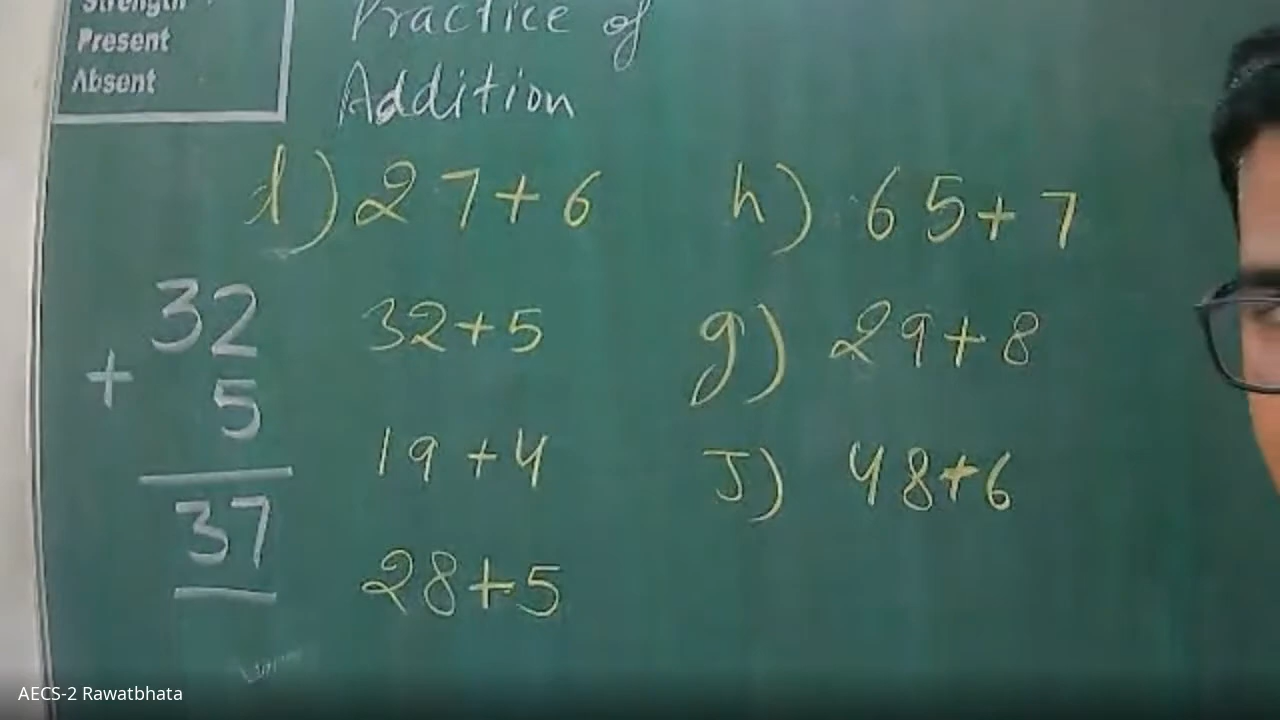 Strength
Present
Absent
Practice of
Addition
d) 27+6
32+5
19+4
28+5
h) 65+7
g) 29+8
J) 48+6
32
+ 5
37
AECS-2 Rawatbhata